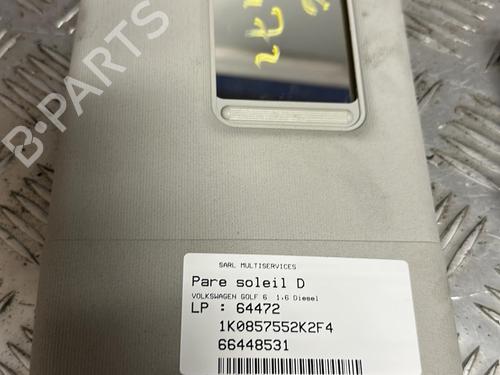 B-PARTS
SARL MULTISERVICES
Pare soleil D
VOLKSWAGEN GOLF 6 1.6 Diesel
LP : 64472
1K0857552K2F4
66448531